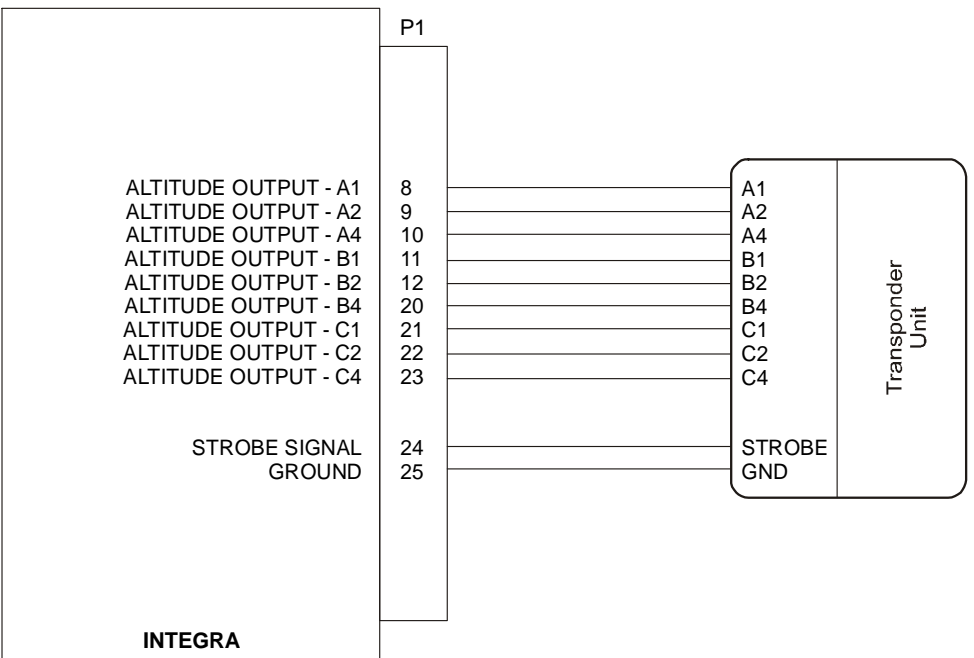 P1
ALTITUDE OUTPUT - A1 8 A1
ALTITUDE OUTPUT - A2 9 A2
ALTITUDE OUTPUT - A4 10 A4
ALTITUDE OUTPUT - B1 11 B1
ALTITUDE OUTPUT - B2 12 B2
ALTITUDE OUTPUT - B4 20 B4
ALTITUDE OUTPUT - C1 21 C1
ALTITUDE OUTPUT - C2 22 C2
ALTITUDE OUTPUT - C4 23 C4
STROBE SIGNAL 24 STROBE
GROUND 25 GND
Transponder
Unit
INTEGRA